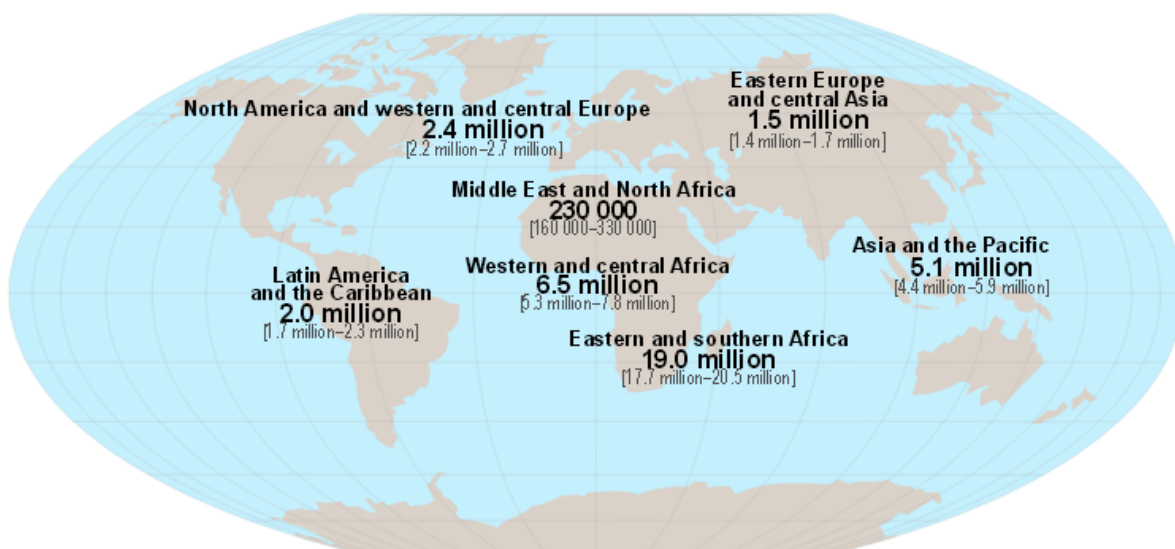 North America and western and central Europe
2.4 million
[2.2 million–2.7 million]
Eastern Europe
and central Asia
1.5 million
[1.4 million–1.7 million]
Middle East and North Africa
230 000
[160 000–330 000]
Western and central Africa
6.5 million
[5.3 million–7.8 million]
Asia and the Pacific
5.1 million
[4.4 million–5.9 million]
Latin America
and the Caribbean
2.0 million
[1.7 million–2.3 million]
Eastern and southern Africa
19.0 million
[17.7 million–20.5 million]